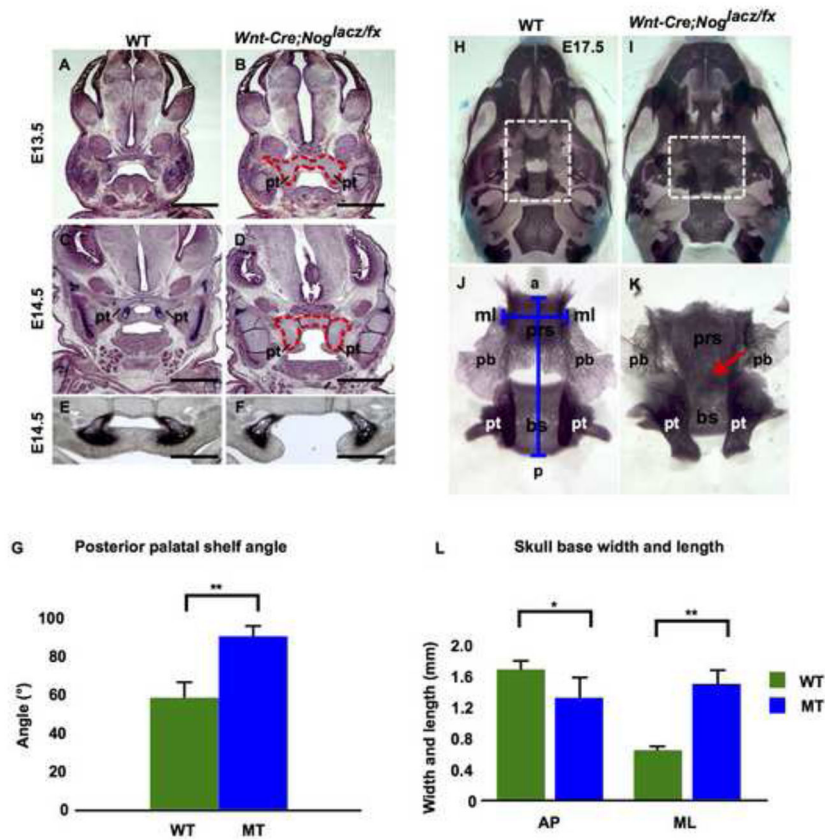 WT
Wnt-Cre;Nog^lacz/fx
WT
Wnt-Cre;Nog^lacz/fx
E13.5
A
B
pt
pt
E14.5
C
D
pt
pt
pt
pt
E14.5
E
F
H
E17.5
I
J
a
ml
ml
prs
pb
pb
pt
bs
pt
p
K
prs
pb
pb
pt
bs
pt
G Posterior palatal shelf angle
**
Angle (°)
100
80
60
40
20
0
WT MT
L Skull base width and length
*
**
Width and length (mm)
2.0
1.6
1.2
0.8
0.4
0
AP ML
WT
MT